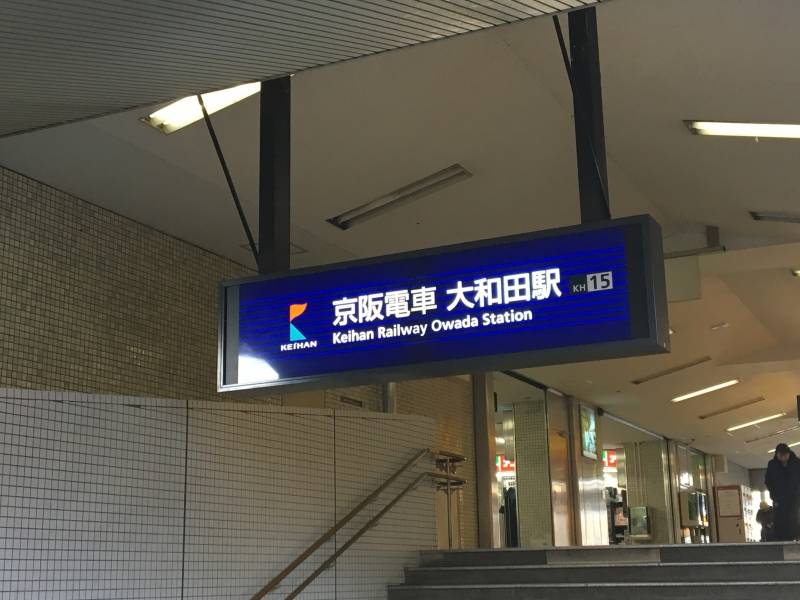 京阪電車 大和田駅 KH 15
Keihan Railway Owada Station
KEIHAN